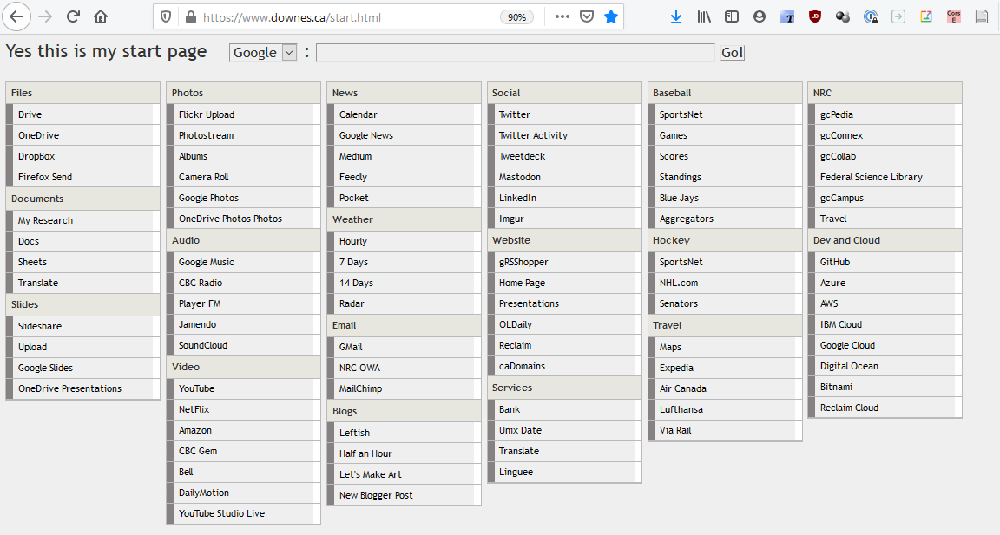 https://www.downes.ca/start.html
90%
Yes this is my start page
Google
:
Go!
Files
Drive
OneDrive
DropBox
Firefox Send
Documents
My Research
Docs
Sheets
Translate
Slides
Slideshare
Upload
Google Slides
OneDrive Presentations
Photos
Flickr Upload
Photostream
Albums
Camera Roll
Google Photos
OneDrive Photos Photos
Audio
Google Music
CBC Radio
Player FM
Jamendo
SoundCloud
Video
YouTube
NetFlix
Amazon
CBC Gem
Bell
DailyMotion
YouTube Studio Live
News
Calendar
Google News
Medium
Feedly
Pocket
Weather
Hourly
7 Days
14 Days
Radar
Email
GMail
NRC OWA
MailChimp
Blogs
Leftish
Half an Hour
Let's Make Art
New Blogger Post
Social
Twitter
Twitter Activity
Tweetdeck
Mastodon
LinkedIn
Imgur
Website
gRSShopper
Home Page
Presentations
OLDaily
Reclaim
caDomains
Services
Bank
Unix Date
Translate
Linguee
Baseball
SportsNet
Games
Scores
Standings
Blue Jays
Aggregators
Hockey
SportsNet
NHL.com
Senators
Travel
Maps
Expedia
Air Canada
Lufthansa
Via Rail
NRC
gcPedia
gcConnex
gcCollab
Federal Science Library
gcCampus
Travel
Dev and Cloud
GitHub
Azure
AWS
IBM Cloud
Google Cloud
Digital Ocean
Bitnami
Reclaim Cloud